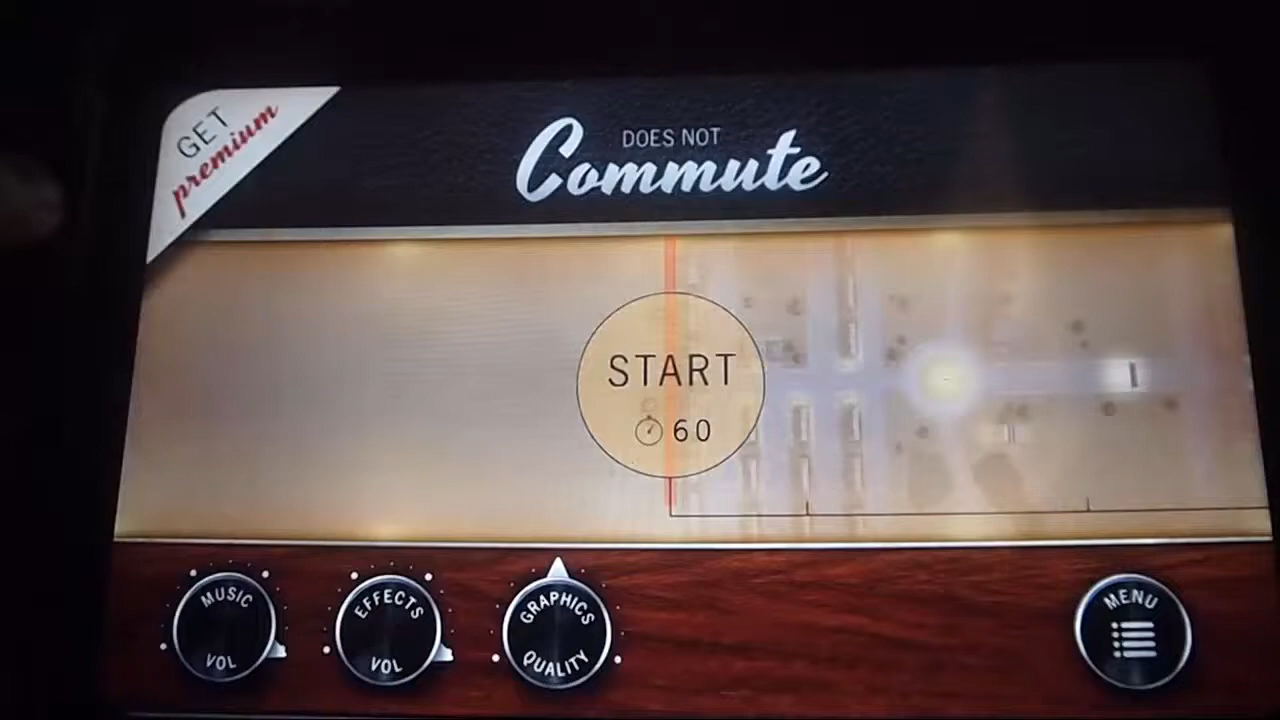 GET
premium
DOES NOT
Commute
START
60
MUSIC
VOL
EFFECTS
VOL
GRAPHICS
QUALITY
MENU